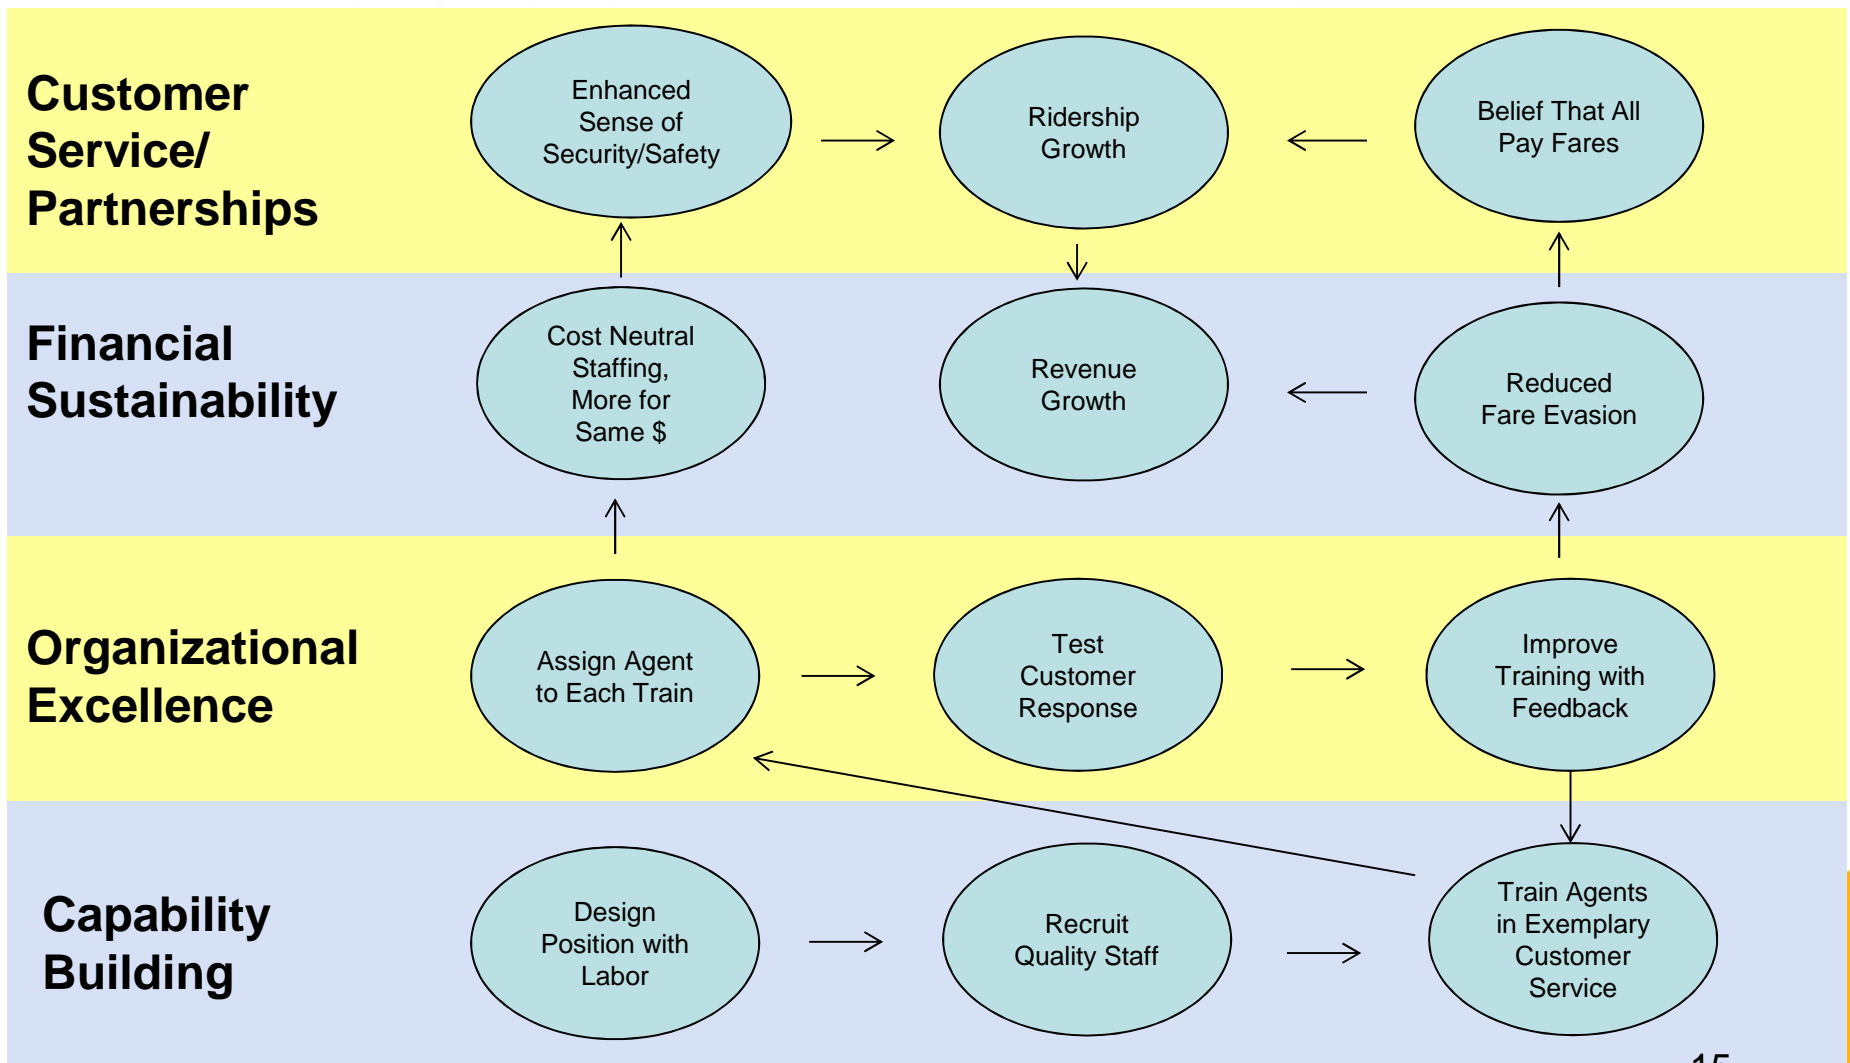 Customer
Service/
Partnerships
Enhanced
Sense of
Security/Safety
Ridership
Growth
Belief That All
Pay Fares
Financial
Sustainability
Cost Neutral
Staffing,
More for
Same $
Revenue
Growth
Reduced
Fare Evasion
Organizational
Excellence
Assign Agent
to Each Train
Test
Customer
Response
Improve
Training with
Feedback
Capability
Building
Design
Position with
Labor
Recruit
Quality Staff
Train Agents
in Exemplary
Customer
Service
15